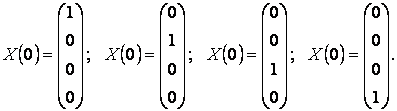 X(0) = (1 0 0 0); X(0) = (0 1 0 0); X(0) = (0 0 1 0); X(0) = (0 0 0 1).